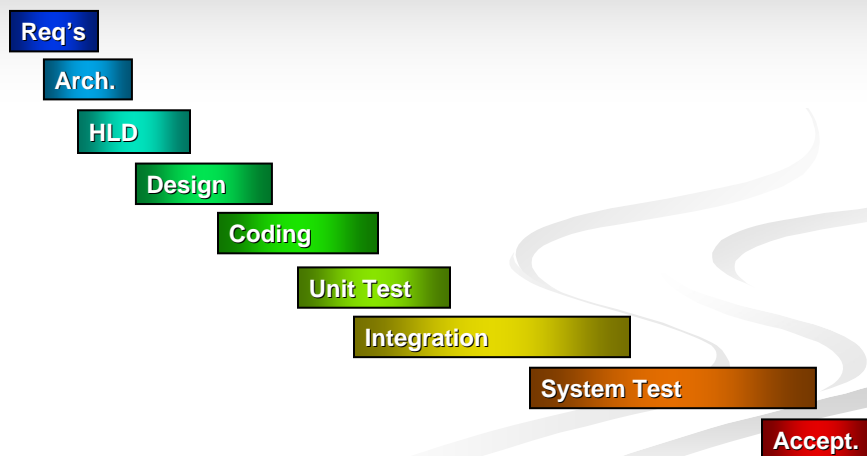 Req’s
Arch.
HLD
Design
Coding
Unit Test
Integration
System Test
Accept.